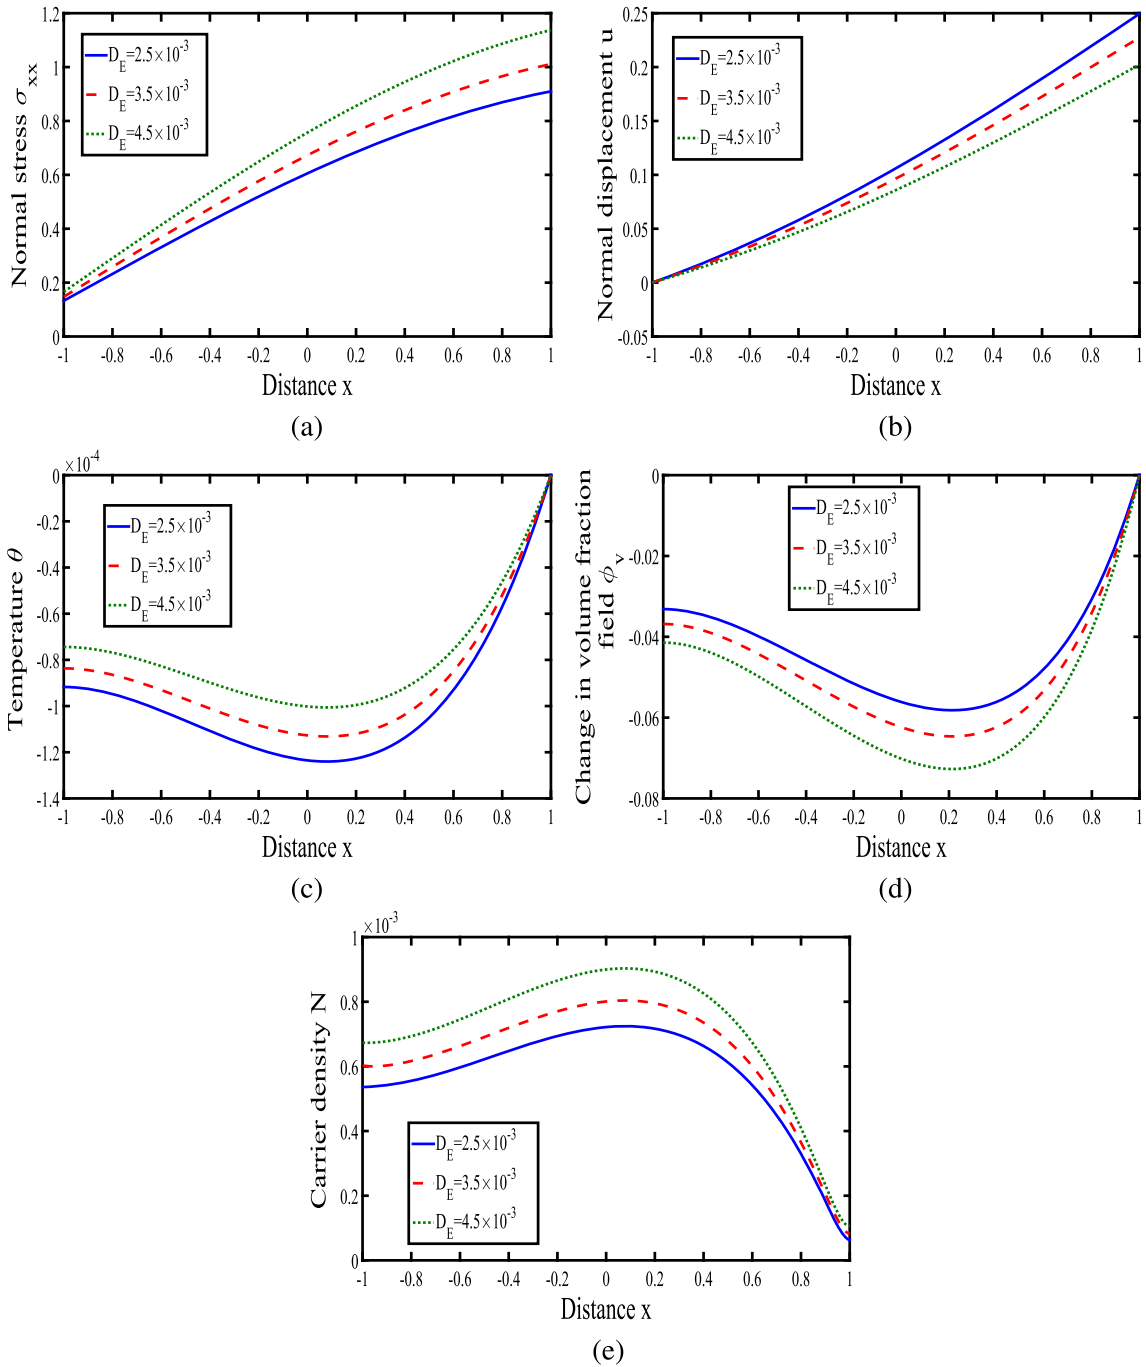 Normal stress σxx
1.2
1
0.8
0.6
0.4
0.2
0
D_E=2.5×10^-3
D_E=3.5×10^-3
D_E=4.5×10^-3
-1 -0.8 -0.6 -0.4 -0.2 0 0.2 0.4 0.6 0.8 1
Distance x
(a)
Normal displacement u
0.25
0.20
0.15
0.1
0.05
0
-0.05
D_E=2.5×10^-3
D_E=3.5×10^-3
D_E=4.5×10^-3
-1 -0.8 -0.6 -0.4 -0.2 0 0.2 0.4 0.6 0.8 1
Distance x
(b)
Temperature θ
×10^-4
0
-0.2
-0.4
-0.6
-0.8
-1
-1.2
-1.4
D_E=2.5×10^-3
D_E=3.5×10^-3
D_E=4.5×10^-3
-1 -0.8 -0.6 -0.4 -0.2 0 0.2 0.4 0.6 0.8 1
Distance x
(c)
Change in volume fraction
field ϕ_v
0
-0.02
-0.04
-0.06
-0.08
D_E=2.5×10^-3
D_E=3.5×10^-3
D_E=4.5×10^-3
-1 -0.8 -0.6 -0.4 -0.2 0 0.2 0.4 0.6 0.8 1
Distance x
(d)
Carrier density N
×10^-3
1
0.8
0.6
0.4
0.2
0
D_E=2.5×10^-3
D_E=3.5×10^-3
D_E=4.5×10^-3
-1 -0.8 -0.6 -0.4 -0.2 0 0.2 0.4 0.6 0.8 1
Distance x
(e)